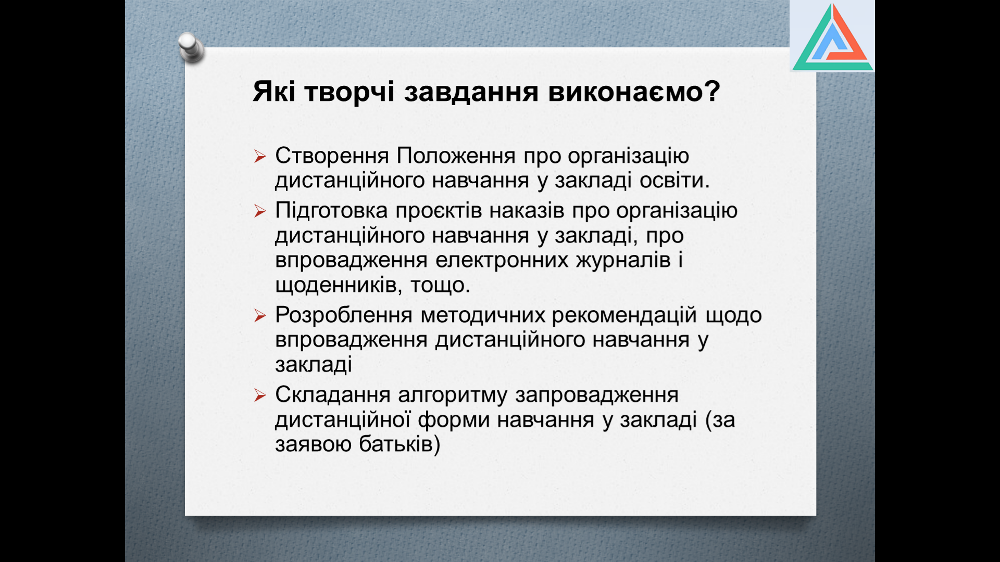 Які творчі завдання виконаємо?
Створення Положення про організацію
дистанційного навчання у закладі освіти.
Підготовка проєктів наказів про організацію
дистанційного навчання у закладі, про
впровадження електронних журналів і
щоденників, тощо.
Розроблення методичних рекомендацій щодо
впровадження дистанційного навчання у
закладі
Складання алгоритму запровадження
дистанційної форми навчання у закладі (за
заявою батьків)